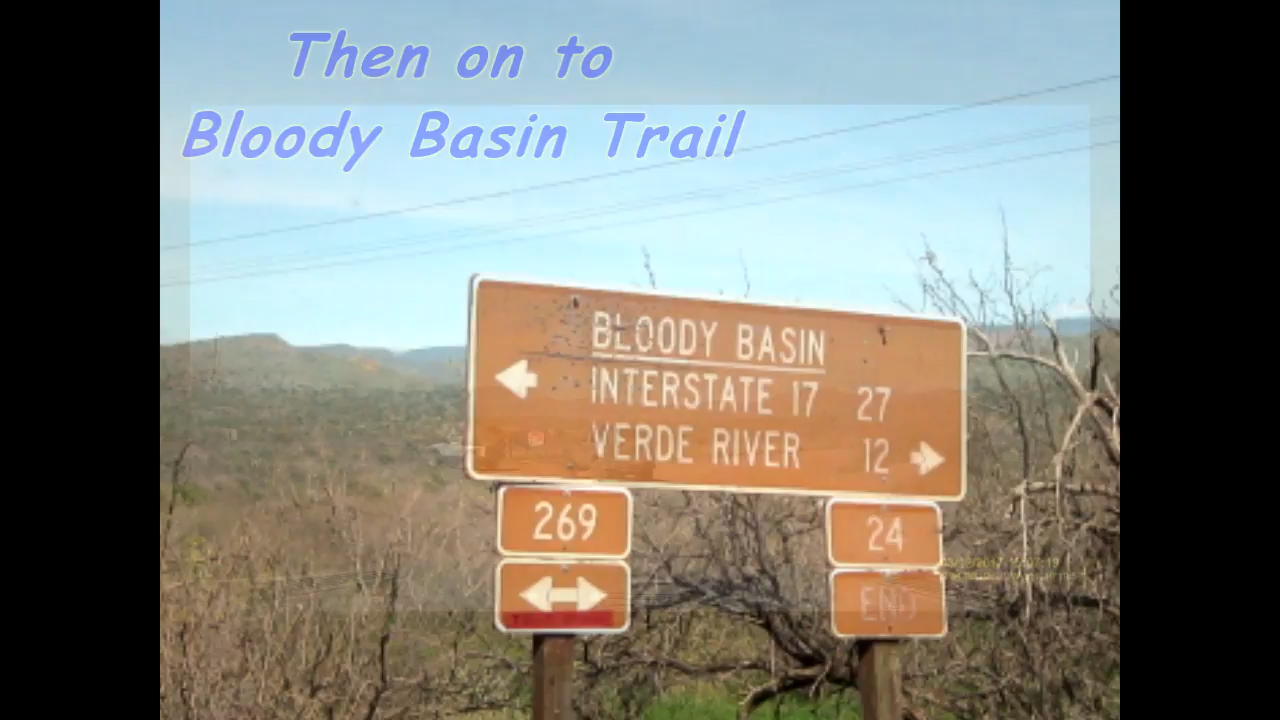 Then on to
Bloody Basin Trail
BLOODY BASIN
INTERSTATE 17 27
VERDE RIVER 12
269
24
END